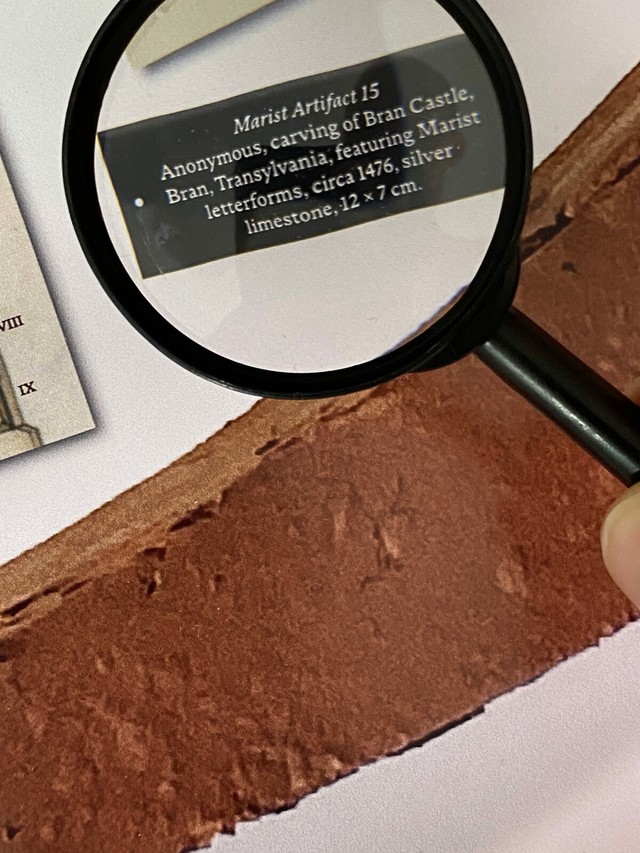 Marist Artifact 15
Anonymous, carving of Bran Castle,
Bran, Transylvania, featuring Marist
letterforms, circa 1476, silver
limestone, 12 × 7 cm.
VIII
IX